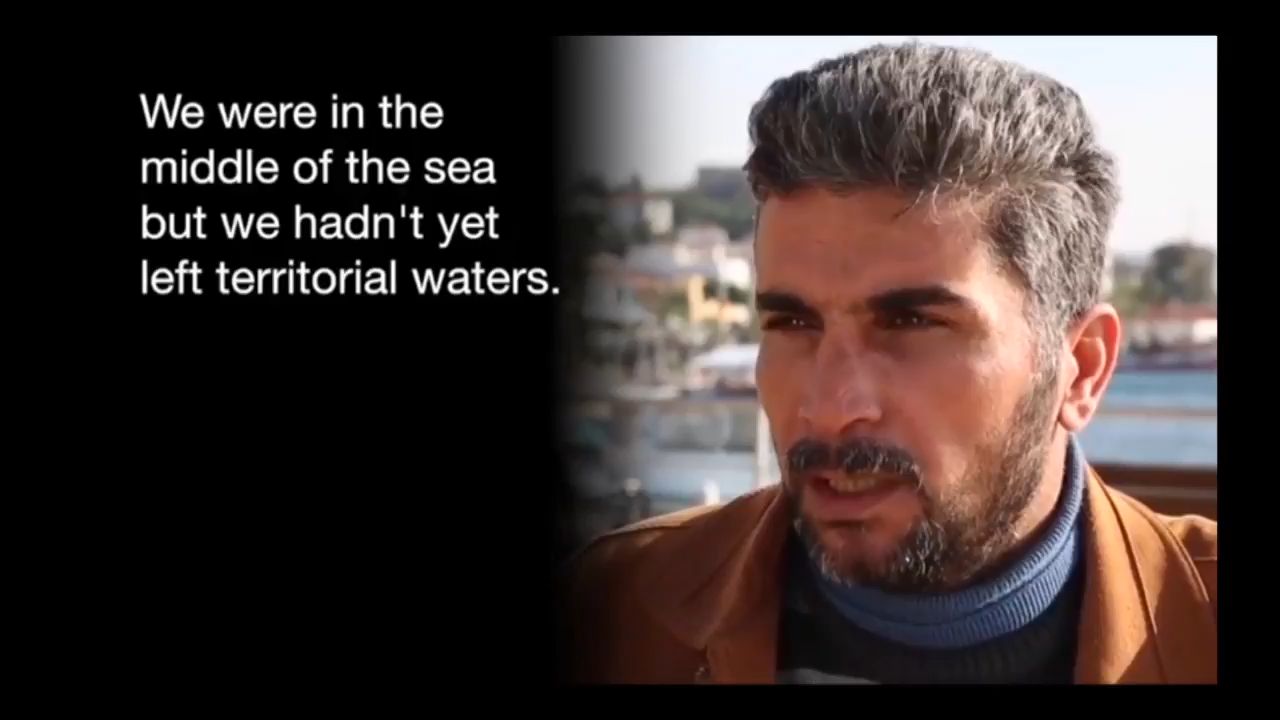 We were in the
middle of the sea
but we hadn't yet
left territorial waters.